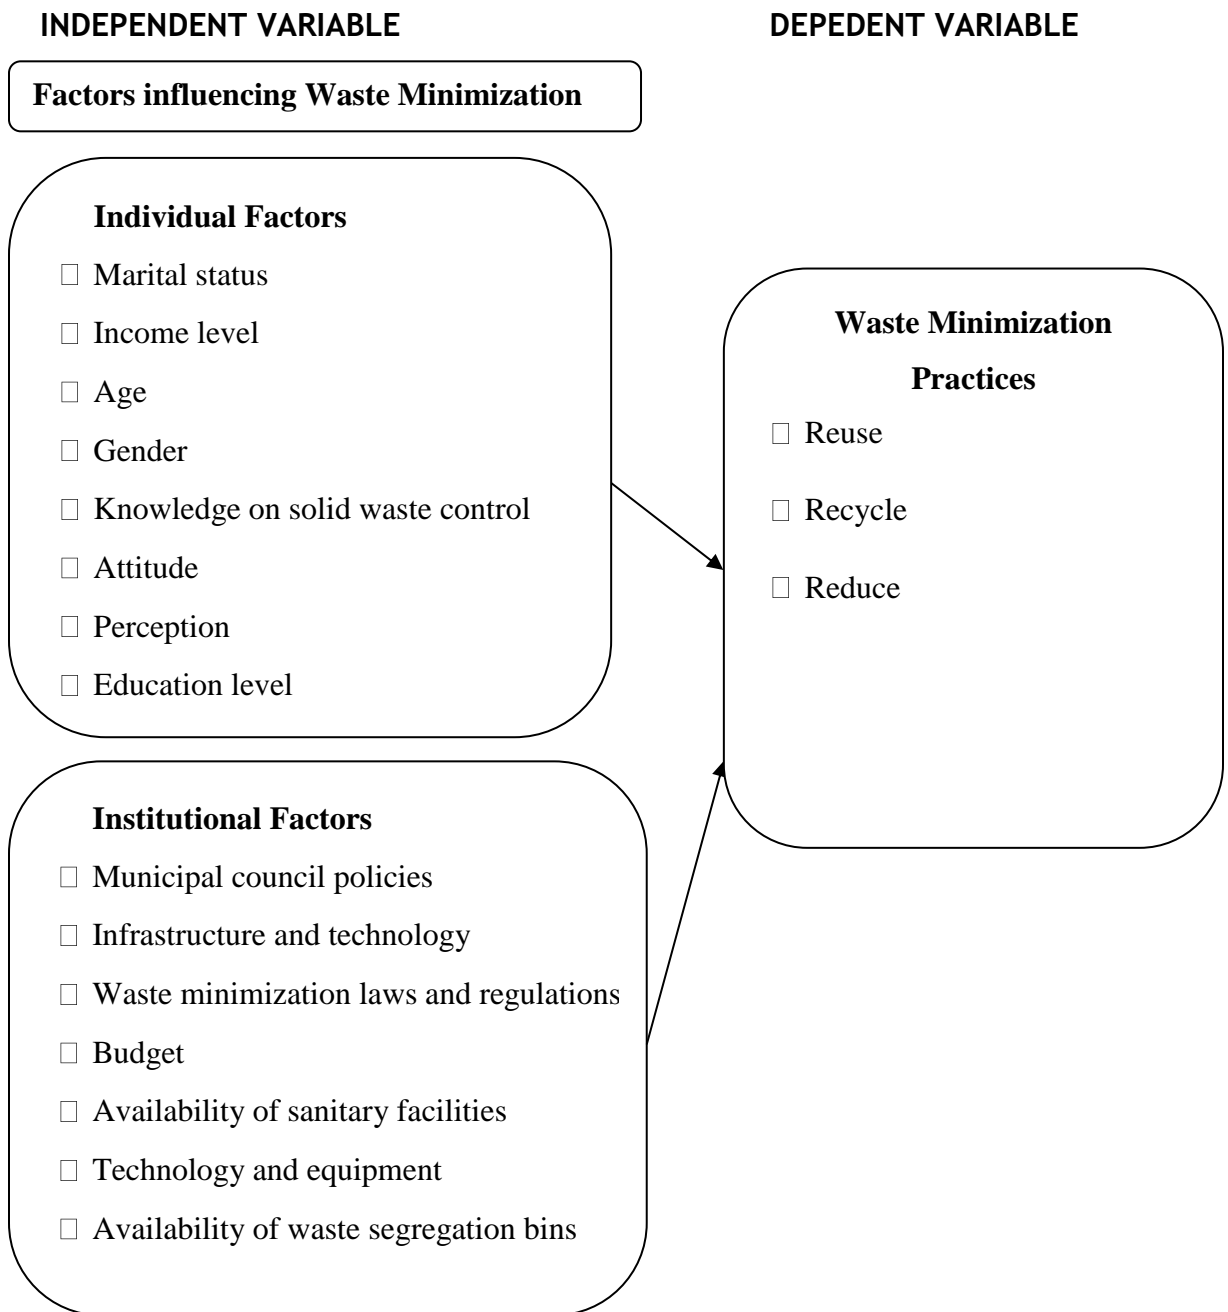 INDEPENDENT VARIABLE
DEPEDENT VARIABLE
Factors influencing Waste Minimization
Individual Factors
□ Marital status
□ Income level
□ Age
□ Gender
□ Knowledge on solid waste control
□ Attitude
□ Perception
□ Education level
Waste Minimization
Practices
□ Reuse
□ Recycle
□ Reduce
Institutional Factors
□ Municipal council policies
□ Infrastructure and technology
□ Waste minimization laws and regulations
□ Budget
□ Availability of sanitary facilities
□ Technology and equipment
□ Availability of waste segregation bins